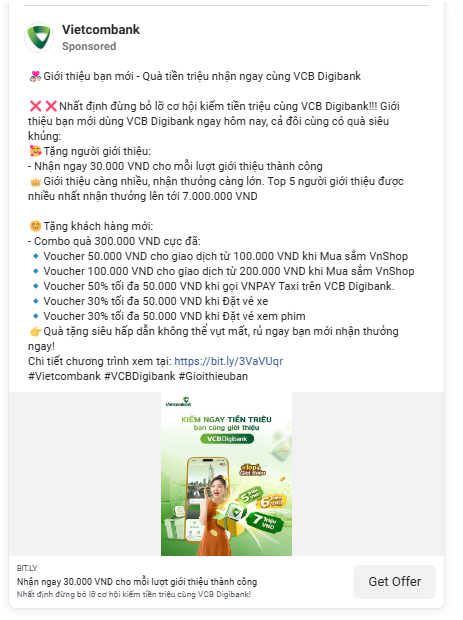 Vietcombank
Sponsored
💑Giới thiệu bạn mới - Quà tiền triệu nhận ngay cùng VCB Digibank
❌❌Nhất định đừng bỏ lỡ cơ hội kiếm tiền triệu cùng VCB Digibank!!! Giới
thiệu bạn mới dùng VCB Digibank ngay hôm nay, cả đôi cùng có quà siêu
khủng:
🥰Tặng người giới thiệu:
- Nhận ngay 30.000 VND cho mỗi lượt giới thiệu thành công
👑Giới thiệu càng nhiều, nhận thưởng càng lớn. Top 5 người giới thiệu được
nhiều nhất nhận thưởng lên tới 7.000.000 VND
🤗Tặng khách hàng mới:
- Combo quà 300.000 VND cực đã:
🔹Voucher 50.000 VND cho giao dịch từ 100.000 VND khi Mua sắm VnShop
🔹Voucher 100.000 VND cho giao dịch từ 200.000 VND khi Mua sắm VnShop
🔹Voucher 50% tối đa 50.000 VND khi gọi VNPAY Taxi trên VCB Digibank.
🔹Voucher 30% tối đa 50.000 VND khi Đặt vé xe
🔹Voucher 30% tối đa 50.000 VND khi Đặt vé xem phim
👉Quà tặng siêu hấp dẫn không thể vụt mất, rủ ngay bạn mới nhận thưởng
ngay!
Chi tiết chương trình xem tại: https://bit.ly/3VaVUqr
#Vietcombank #VCBDigibank #Gioithieuban
Vietcombank
KIẾM NGAY TIỀN TRIỆU
bạn cùng giới thiệu
VCBDigibank
Top
Giới thiệu
5 Triệu VND
6 Triệu VND
7 Triệu VND
BIT.LY
Nhận ngay 30.000 VND cho mỗi lượt giới thiệu thành công
Nhất định đừng bỏ lỡ cơ hội kiếm tiền triệu cùng VCB Digibank!
Get Offer